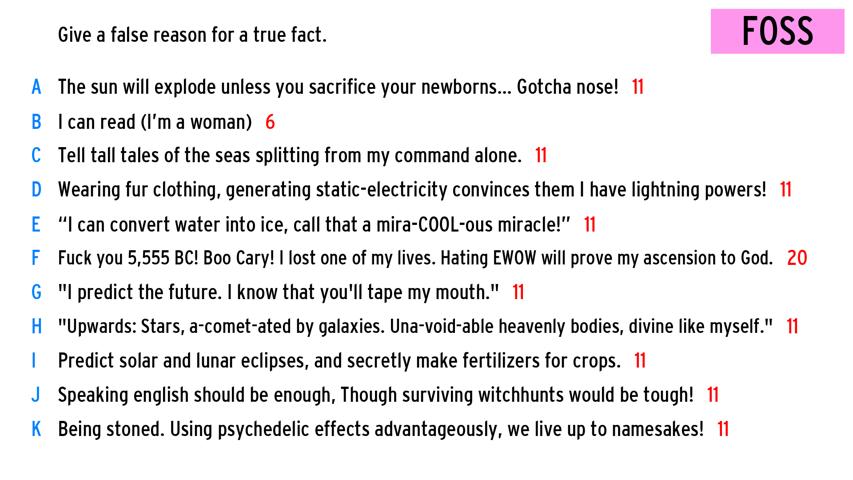 Give a false reason for a true fact.
FOSS
A The sun will explode unless you sacrifice your newborns... Gotcha nose! 11
B I can read (I'm a woman) 6
C Tell tall tales of the seas splitting from my command alone. 11
D Wearing fur clothing, generating static-electricity convinces them I have lightning powers! 11
E “I can convert water into ice, call that a mira-COOL-ous miracle!” 11
F Fuck you 5,555 BC! Boo Cary! I lost one of my lives. Hating EWOW will prove my ascension to God. 20
G "I predict the future. I know that you'll tape my mouth." 11
H "Upwards: Stars, a-comet-ated by galaxies. Una-void-able heavenly bodies, divine like myself." 11
I Predict solar and lunar eclipses, and secretly make fertilizers for crops. 11
J Speaking english should be enough, Though surviving witchhunts would be tough! 11
K Being stoned. Using psychedelic effects advantageously, we live up to namesakes! 11